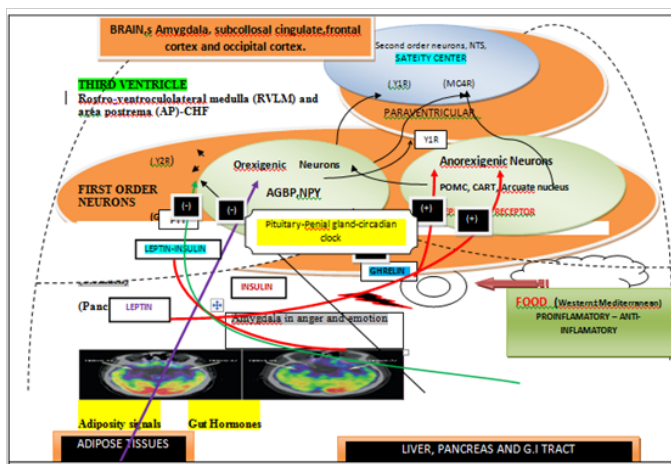 BRAIN,s Amygdala, subcollosal cingulate,frontal
cortex and occipital cortex.
Second order neurons, NTS,
SATEITY CENTER
(.Y1R)
(MC4R)
PARAVENTRICULAR
THIRD VENTRICLE
Rostro-ventroculolateral medulla (RVLM) and
area postrema (AP)-CHF
Y1R
(.Y2R)
Orexigenic Neurons
Anorexigenic Neurons
FIRST ORDER
NEURONS
AGBP,NPY
POMC, CART, Arcuate nucleus
RECEPTOR
(-)
(-)
(+)
(+)
Pituitary-Penial gland-circadian
clock
LEPTIN-INSULIN
GHRELIN
INSULIN
LEPTIN
(Panc
Amygdala in anger and emotion
FOOD (Western±Mediterranean)
PROINFLAMATORY – ANTI-
INFLAMATORY
Adiposity signals
Gut Hormones
ADIPOSE TISSUES
LIVER, PANCREAS AND G.I TRACT